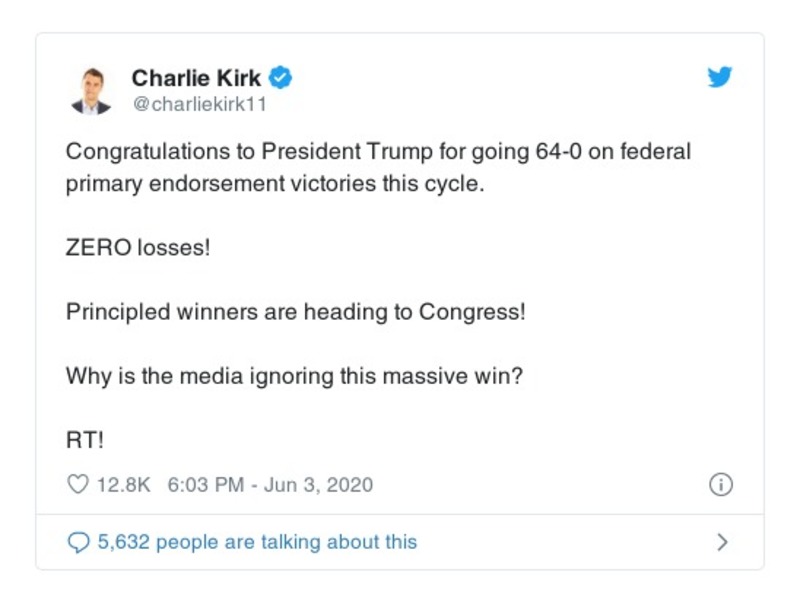 Charlie Kirk
@charliekirk11
Congratulations to President Trump for going 64-0 on federal
primary endorsement victories this cycle.
ZERO losses!
Principled winners are heading to Congress!
Why is the media ignoring this massive win?
RT!
12.8K 6:03 PM - Jun 3, 2020
5,632 people are talking about this